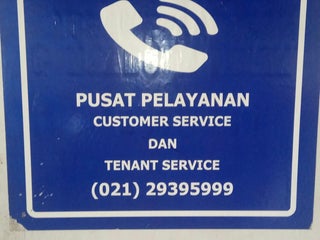 PUSAT PELAYANAN
CUSTOMER SERVICE
DAN
TENANT SERVICE
(021) 29395999